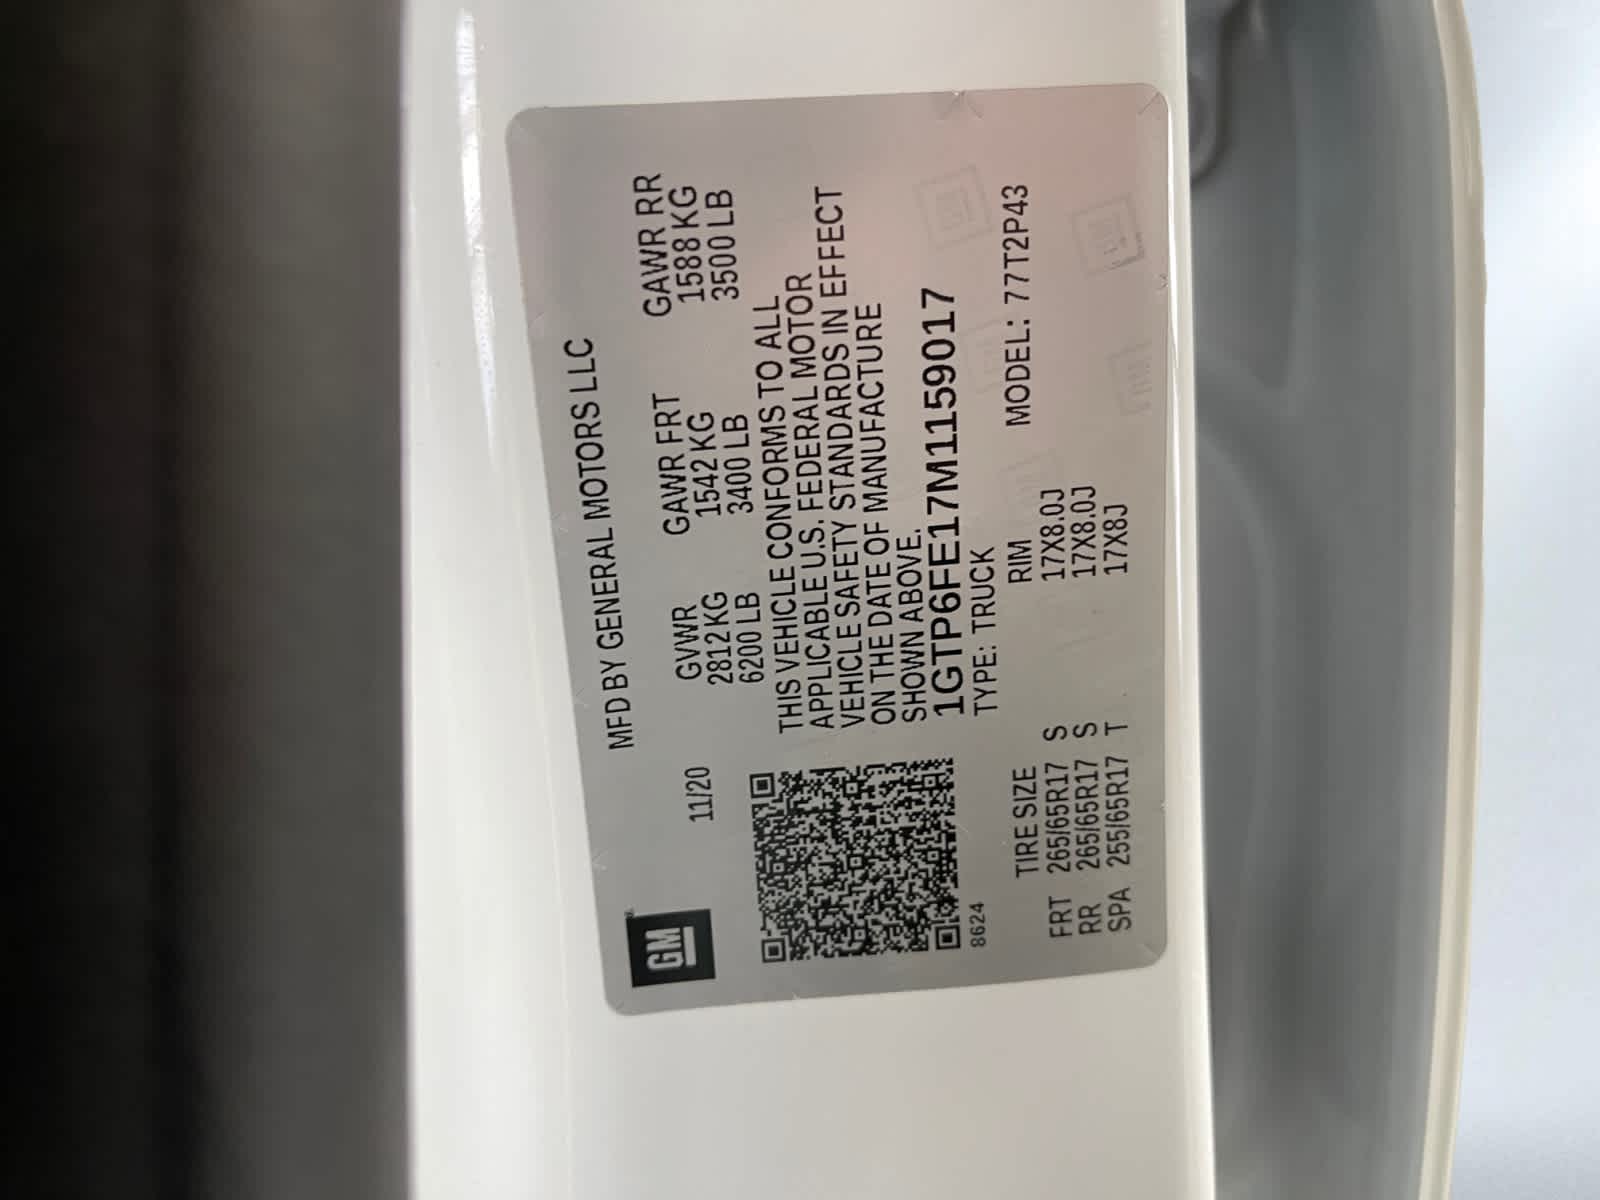 MFD BY GENERAL MOTORS LLC
GM
11/20
GVWR GAWR FRT GAWR RR
2812 KG 1542 KG 1588 KG
6200 LB 3400 LB 3500 LB
THIS VEHICLE CONFORMS TO ALL
APPLICABLE U.S. FEDERAL MOTOR
VEHICLE SAFETY STANDARDS IN EFFECT
ON THE DATE OF MANUFACTURE
SHOWN ABOVE.
1GTP6FE17M1159017
TYPE: TRUCK MODEL: 77T2P43
8624
TIRE SIZE RIM
FRT 265/65R17 S 17X8.0J
RR 265/65R17 S 17X8.0J
SPA 255/65R17 T 17X8J